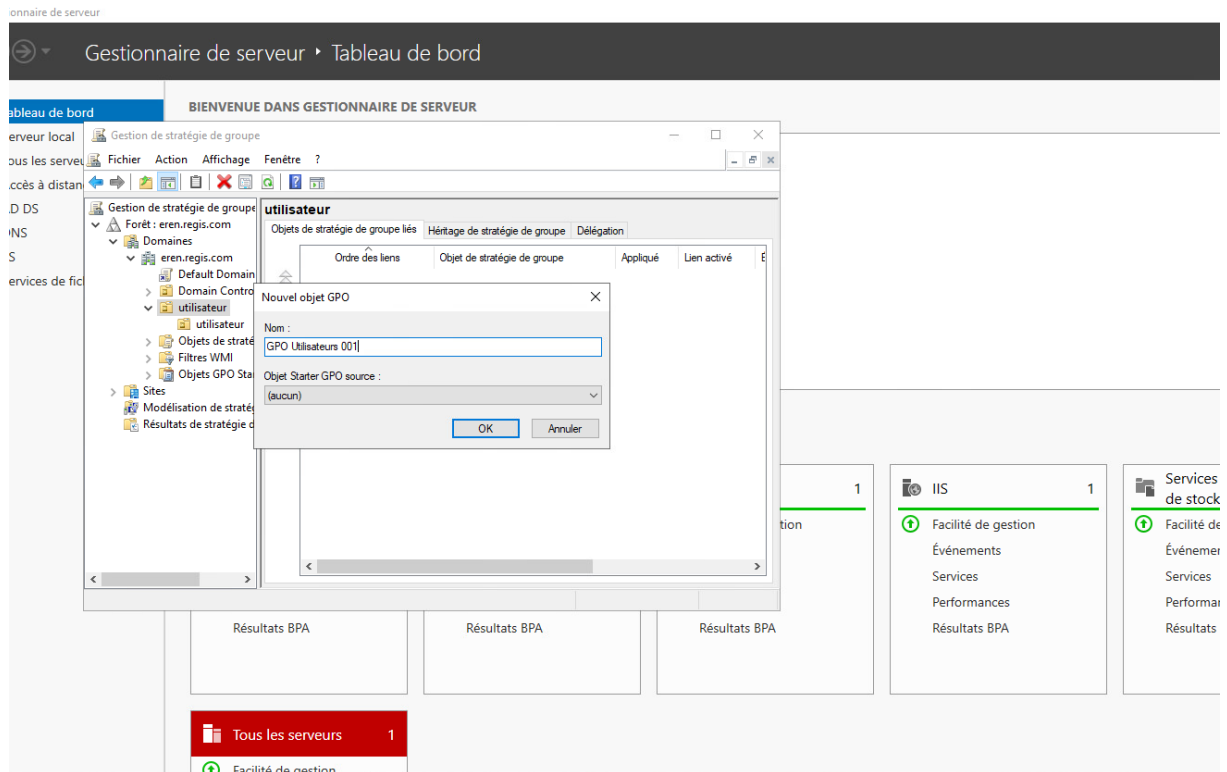 onnaire de serveur
Gestionnaire de serveur ‣ Tableau de bord
ableau de bord
erveur local
ous les serveu
ccès à distan
D DS
NS
S
ervices de fic
BIENVENUE DANS GESTIONNAIRE DE SERVEUR
Gestion de stratégie de groupe
Fichier Action Affichage Fenêtre ?
Gestion de stratégie de groupe
Forêt : eren.regis.com
Domaines
eren.regis.com
Default Domain
Domain Contro
utilisateur
utilisateur
Objets de straté
Filtres WMI
Objets GPO Sta
Sites
Modélisation de straté
Résultats de stratégie d
utilisateur
Objets de stratégie de groupe liés Héritage de stratégie de groupe Délégation
Ordre des liens Objet de stratégie de groupe Appliqué Lien activé É
Nouvel objet GPO
Nom :
GPO Utilisateurs 001
Objet Starter GPO source :
(aucun)
OK Annuler
Résultats BPA
Résultats BPA
1
tion
Résultats BPA
IIS 1
Facilité de gestion
Événements
Services
Performances
Résultats BPA
Services
de stock
Facilité de
Événemen
Services
Performan
Résultats
Tous les serveurs 1
Facilité de gestion